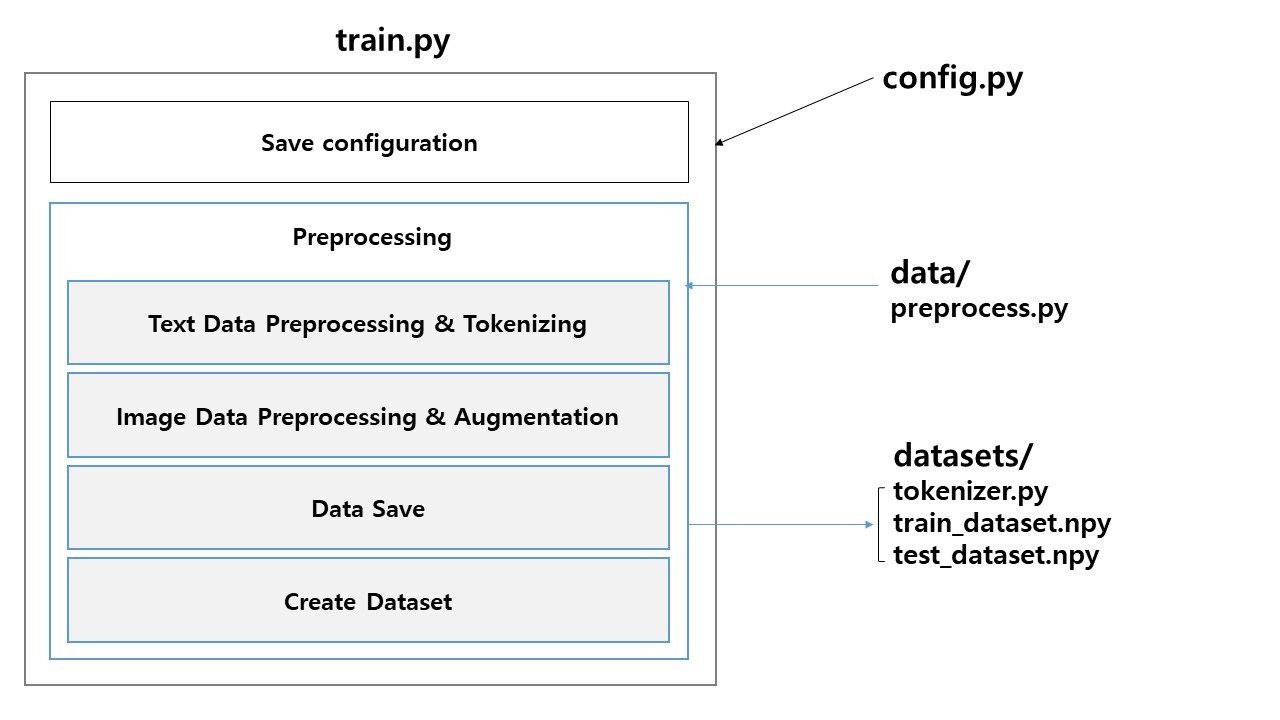 train.py
config.py
Save configuration
Preprocessing
data/
preprocess.py
Text Data Preprocessing & Tokenizing
Image Data Preprocessing & Augmentation
datasets/
tokenizer.py
train_dataset.npy
test_dataset.npy
Data Save
Create Dataset